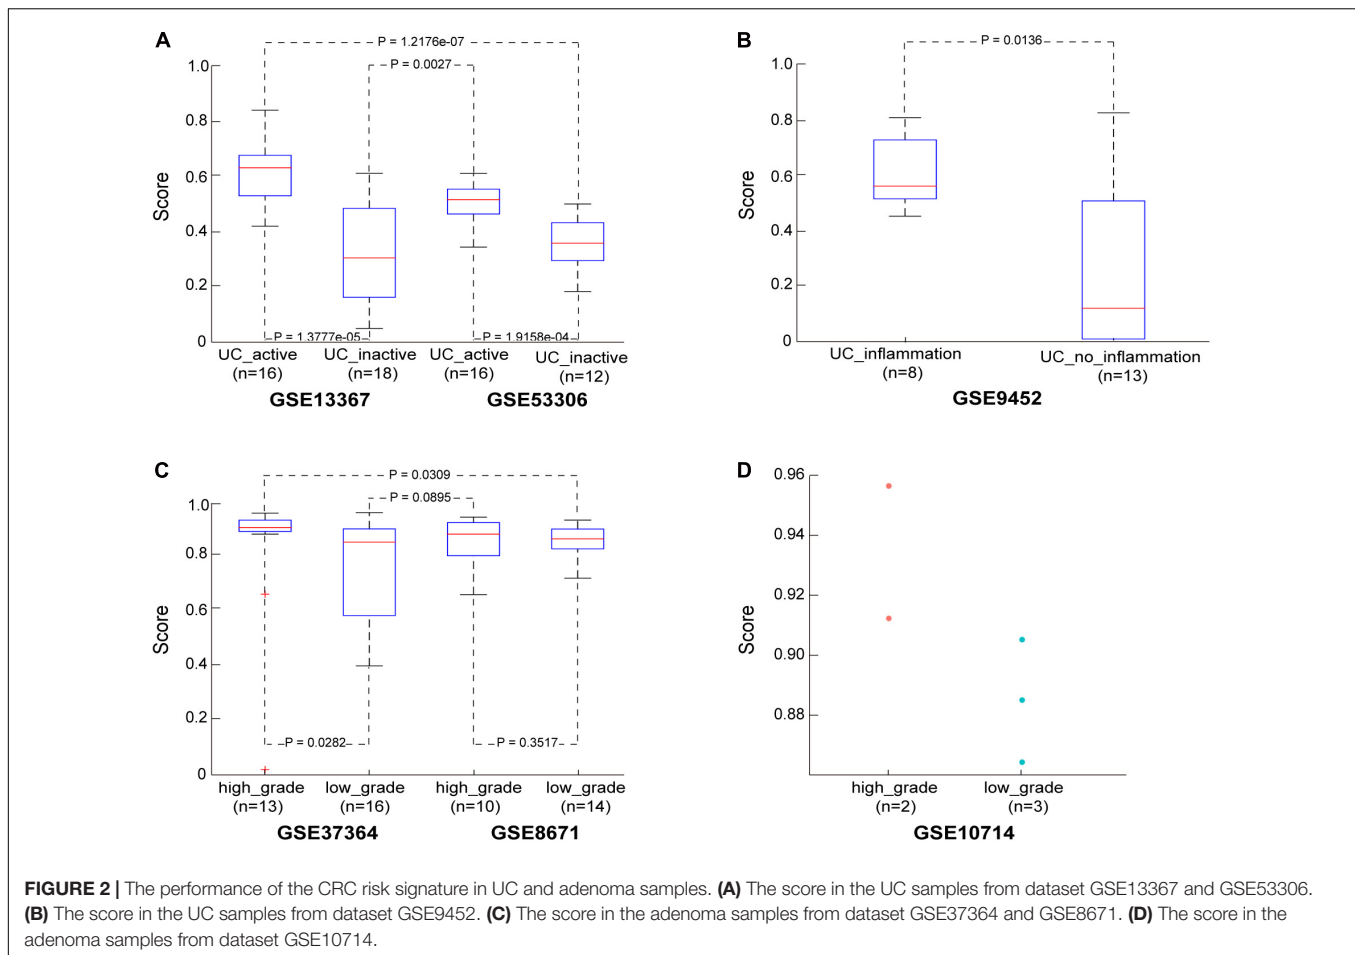 A
P = 1.2176e-07
P = 0.0027
1.0
0.8
0.6
0.4
0.2
0
Score
P = 1.3777e-05
P = 1.9158e-04
UC_active
(n=16)
UC_inactive
(n=18)
UC_active
(n=16)
UC_inactive
(n=12)
GSE13367
GSE53306
B
P = 0.0136
1.0
0.8
0.6
0.4
0.2
0
Score
UC_inflammation
(n=8)
UC_no_inflammation
(n=13)
GSE9452
C
P = 0.0309
P = 0.0895
1.0
0.8
0.6
0.4
0.2
0
Score
P = 0.0282
P = 0.3517
high_grade
(n=13)
low_grade
(n=16)
high_grade
(n=10)
low_grade
(n=14)
GSE37364
GSE8671
D
0.96
0.94
0.92
0.90
0.88
Score
high_grade
(n=2)
low_grade
(n=3)
GSE10714
FIGURE 2 | The performance of the CRC risk signature in UC and adenoma samples. (A) The score in the UC samples from dataset GSE13367 and GSE53306.
(B) The score in the UC samples from dataset GSE9452. (C) The score in the adenoma samples from dataset GSE37364 and GSE8671. (D) The score in the
adenoma samples from dataset GSE10714.